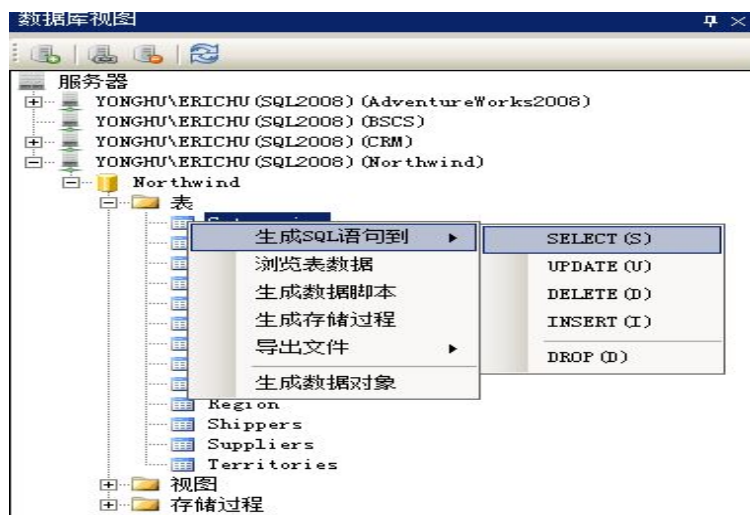 数据库视图
服务器
YONGHU\ERICHU(SQL2008)(AdventureWorks2008)
YONGHU\ERICHU(SQL2008)(BSCS)
YONGHU\ERICHU(SQL2008)(CRM)
YONGHU\ERICHU(SQL2008)(Northwind)
Northwind
表
生成SQL语句到
浏览表数据
生成数据脚本
生成存储过程
导出文件
生成数据对象
SELECT(S)
UPDATE(U)
DELETE(D)
INSERT(I)
DROP(D)
Region
Shippers
Suppliers
Territories
视图
存储过程